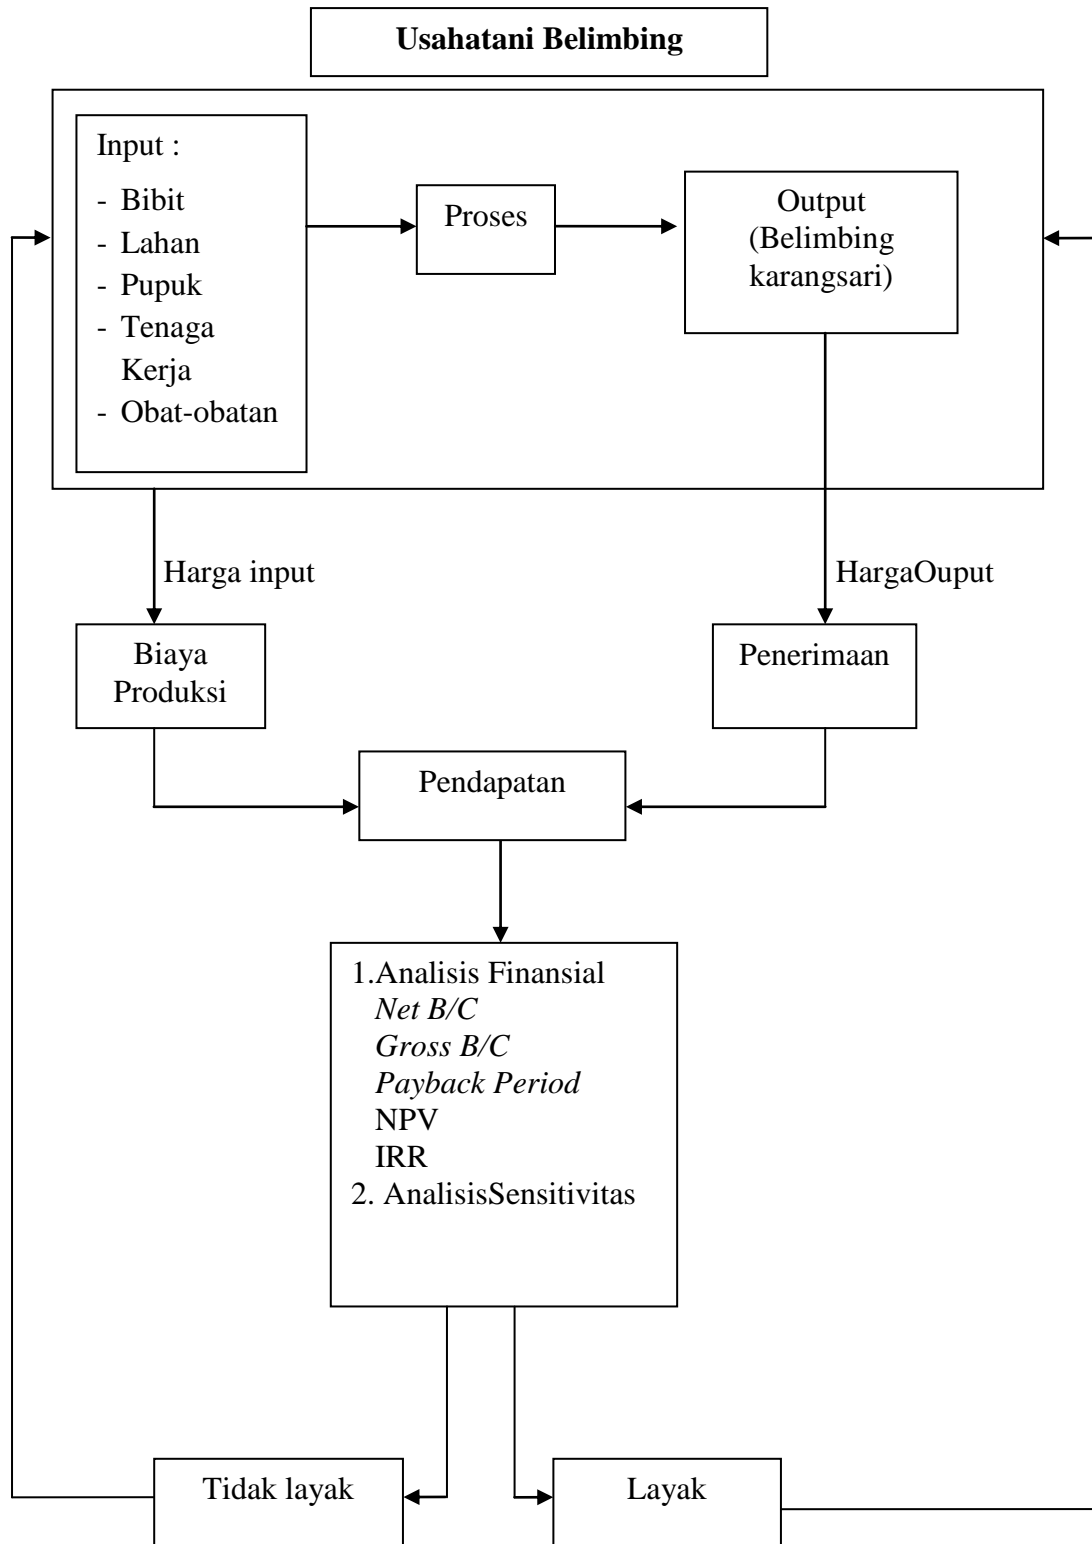 Usahatani Belimbing
Input :
- Bibit
- Lahan
- Pupuk
- Tenaga
Kerja
- Obat-obatan
Proses
Output
(Belimbing
karangsari)
Harga input
HargaOuput
Biaya
Produksi
Penerimaan
Pendapatan
1.Analisis Finansial
Net B/C
Gross B/C
Payback Period
NPV
IRR
2. AnalisisSensitivitas
Tidak layak
Layak